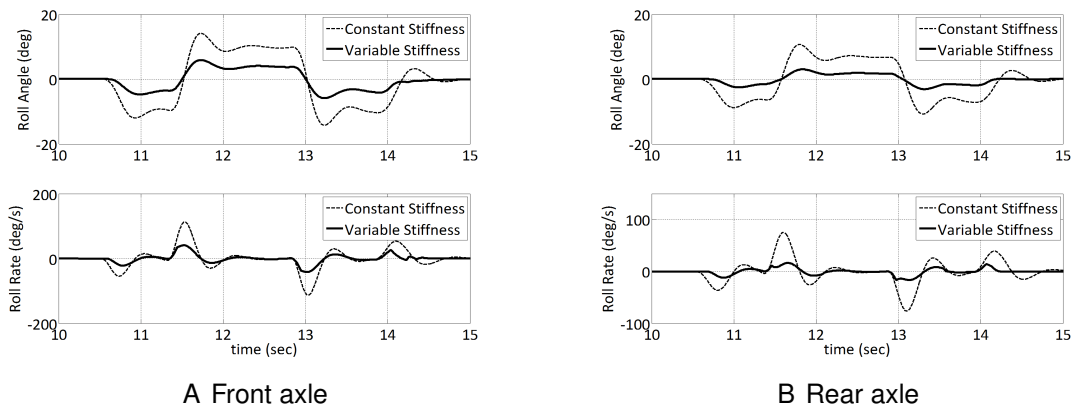 20
0
-20
Roll Angle (deg)
Constant Stiffness
Variable Stiffness
10 11 12 13 14 15
200
0
-200
Roll Rate (deg/s)
Constant Stiffness
Variable Stiffness
10 11 12 13 14 15
time (sec)
A Front axle
20
0
-20
Roll Angle (deg)
Constant Stiffness
Variable Stiffness
10 11 12 13 14 15
100
0
-100
Roll Rate (deg/s)
Constant Stiffness
Variable Stiffness
10 11 12 13 14 15
time (sec)
B Rear axle